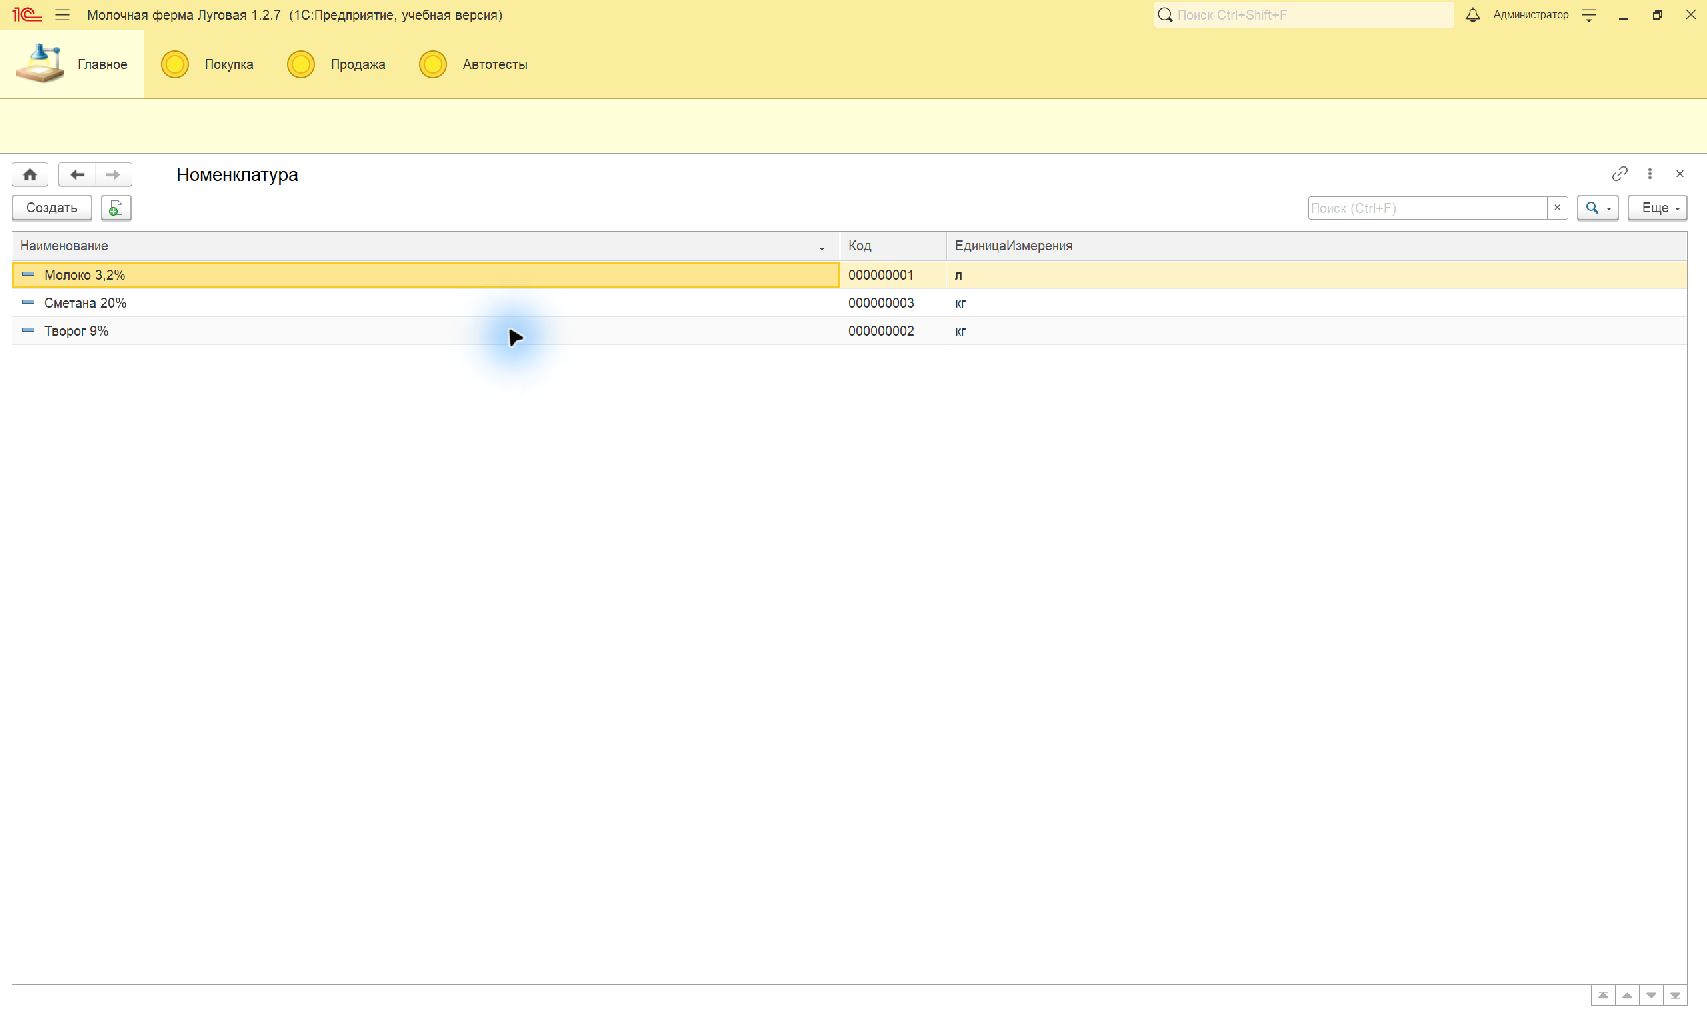 1С Молочная ферма Луговая 1.2.7 (1С:Предприятие, учебная версия) Поиск Ctrl+Shift+F Администратор
Главное Покупка Продажа Автотесты
Номенклатура
Создать Поиск (Ctrl+F) × Еще
Наименование Код ЕдиницаИзмерения
Молоко 3,2% 000000001 л
Сметана 20% 000000003 кг
Творог 9% 000000002 кг